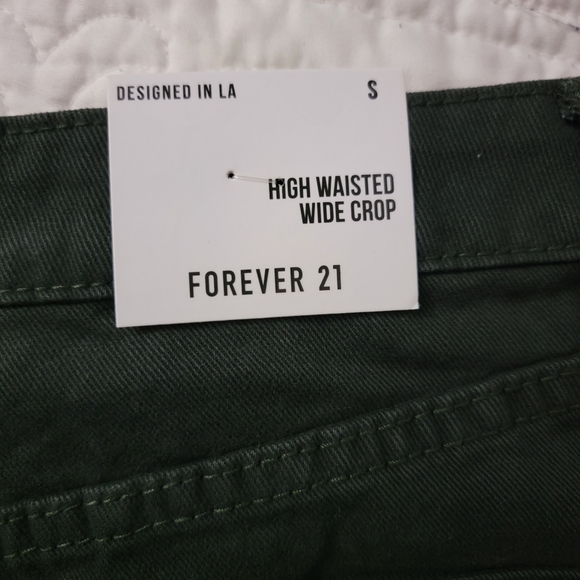 DESIGNED IN LA S
HIGH WAISTED
WIDE CROP
FOREVER 21